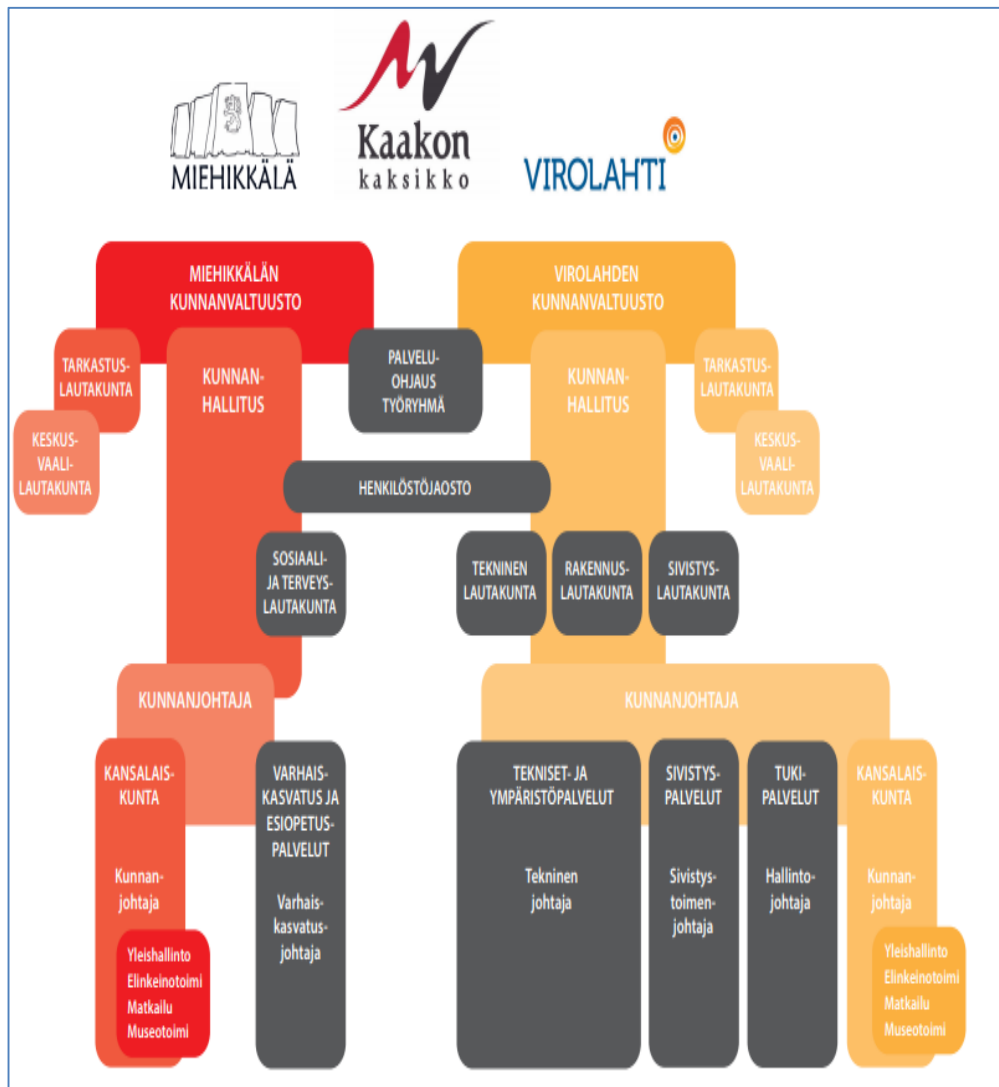 MIEHIKKÄLÄ
Kaakon
kaksikko
VIROLAHTI
MIEHIKKÄLÄN
KUNNANVALTUUSTO
VIROLAHDEN
KUNNANVALTUUSTO
TARKASTUS-
LAUTAKUNTA
KUNNAN-
HALLITUS
PALVELU-
OHJAUS
TYÖRYHMÄ
KUNNAN-
HALLITUS
TARKASTUS-
LAUTAKUNTA
KESKUS-
VAALI-
LAUTAKUNTA
KESKUS-
VAALI-
LAUTAKUNTA
HENKILÖSTÖJAOSTO
SOSIAALI-
JA TERVEYS-
LAUTAKUNTA
TEKNINEN
LAUTAKUNTA
RAKENNUS-
LAUTAKUNTA
SIVISTYS-
LAUTAKUNTA
KUNNANJOHTAJA
KUNNANJOHTAJA
KANSALAIS-
KUNTA
Kunnan-
johtaja
Yleishallinto
Elinkeinotoimi
Matkailu
Museotoimi
VARHAIS-
KASVATUS JA
ESIOPETUS-
PALVELUT
Varhais-
kasvatus-
johtaja
TEKNISET- JA
YMPÄRISTÖPALVELUT
Tekninen
johtaja
SIVISTYS-
PALVELUT
Sivistys-
toimen-
johtaja
TUKI-
PALVELUT
Hallinto-
johtaja
KANSALAIS-
KUNTA
Kunnan-
johtaja
Yleishallinto
Elinkeinotoimi
Matkailu
Museotoimi